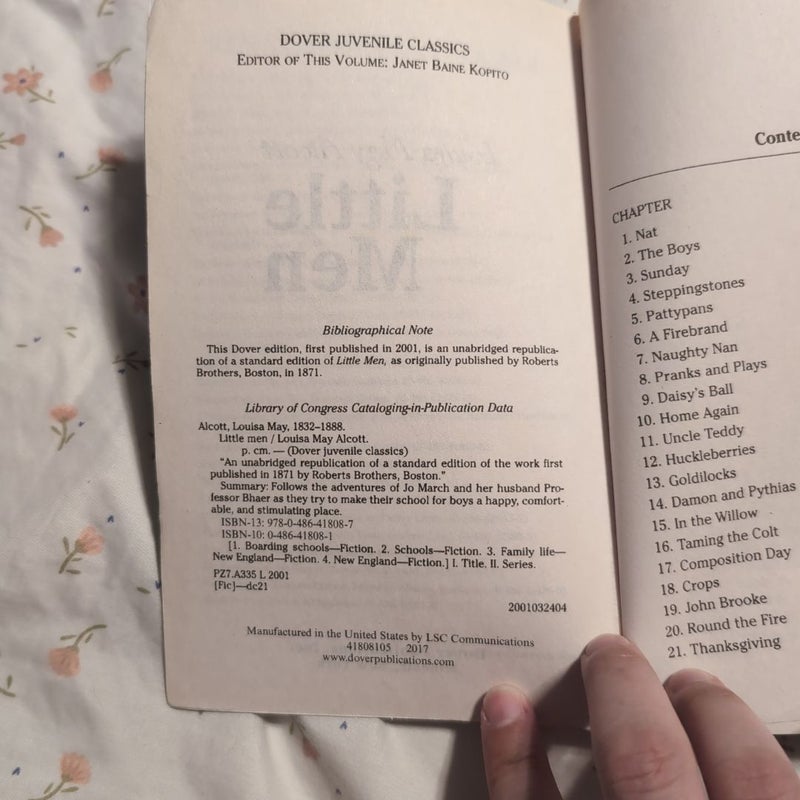 DOVER JUVENILE CLASSICS
EDITOR OF THIS VOLUME: JANET BAINE KOPITO
Little
Men
Bibliographical Note
This Dover edition, first published in 2001, is an unabridged republica-
tion of a standard edition of Little Men, as originally published by Roberts
Brothers, Boston, in 1871.
Library of Congress Cataloging-in-Publication Data
Alcott, Louisa May, 1832–1888.
Little men / Louisa May Alcott.
p. cm. — (Dover juvenile classics)
"An unabridged republication of a standard edition of the work first
published in 1871 by Roberts Brothers, Boston."
Summary: Follows the adventures of Jo March and her husband Pro-
fessor Bhaer as they try to make their school for boys a happy, comfort-
able, and stimulating place.
ISBN-13: 978-0-486-41808-7
ISBN-10: 0-486-41808-1
[1. Boarding schools—Fiction. 2. Schools—Fiction. 3. Family life—
New England—Fiction. 4. New England—Fiction.] I. Title. II. Series.
PZ7.A335 L 2001
[Fic]—dc21
2001032404
Manufactured in the United States by LSC Communications
41808105 2017
www.doverpublications.com
Conte
CHAPTER
1. Nat
2. The Boys
3. Sunday
4. Steppingstones
5. Pattypans
6. A Firebrand
7. Naughty Nan
8. Pranks and Plays
9. Daisy's Ball
10. Home Again
11. Uncle Teddy
12. Huckleberries
13. Goldilocks
14. Damon and Pythias
15. In the Willow
16. Taming the Colt
17. Composition Day
18. Crops
19. John Brooke
20. Round the Fire
21. Thanksgiving